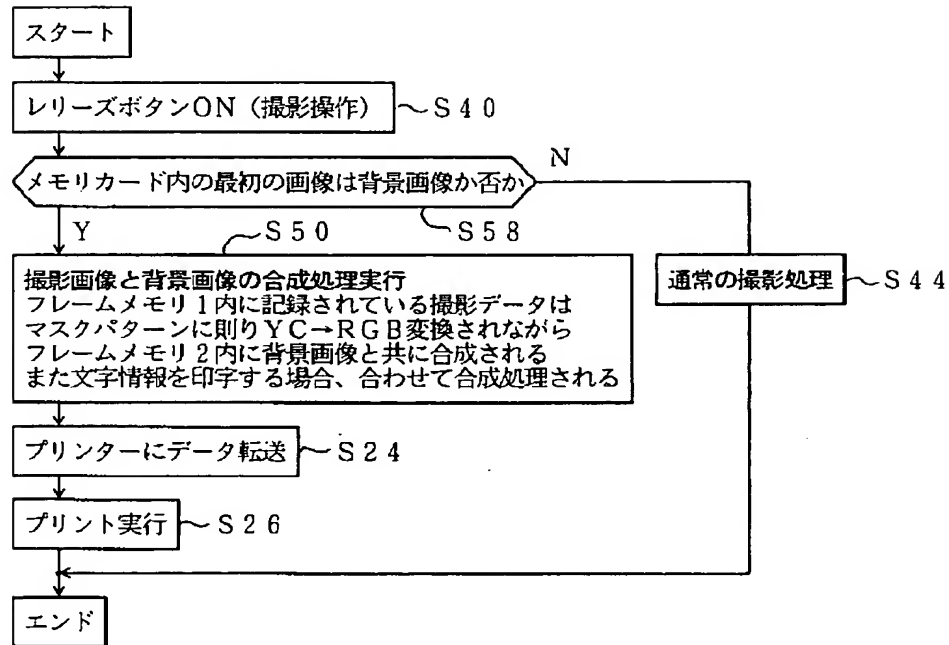 スタート
レリーズボタンON（撮影操作）
S40
メモリカード内の最初の画像は背景画像か否か
N
S58
Y
S50
撮影画像と背景画像の合成処理実行
フレームメモリ1内に記録されている撮影データは
マスクパターンに則りYC→RGB変換されながら
フレームメモリ2内に背景画像と共に合成される
また文字情報を印字する場合、合わせて合成処理される
通常の撮影処理
S44
プリンターにデータ転送
S24
プリント実行
S26
エンド